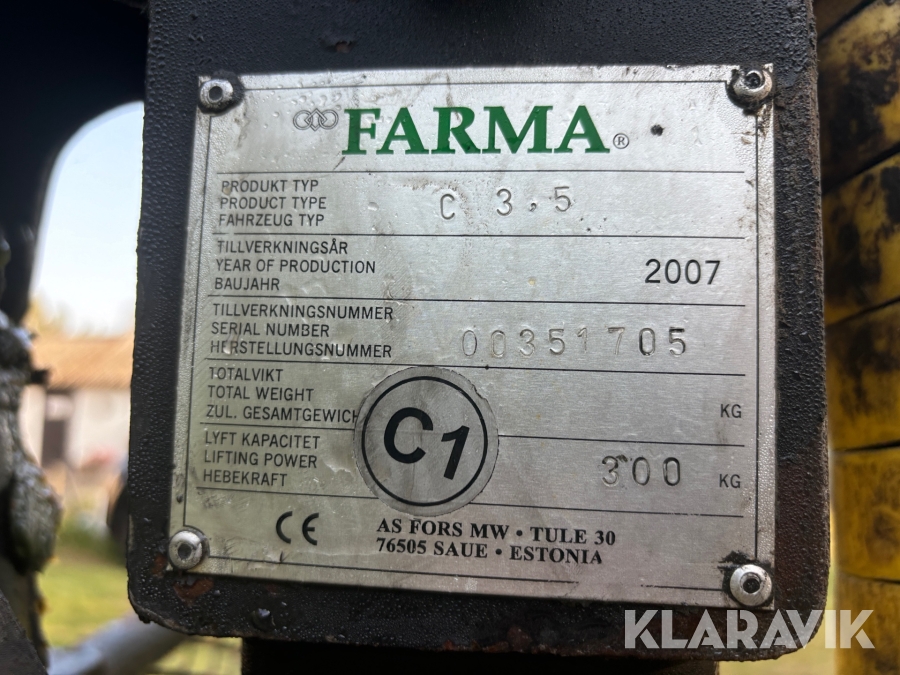 FARMA®
PRODUKT TYP
PRODUCT TYPE
FAHRZEUG TYP
C 3,5
TILLVERKNINGSÅR
YEAR OF PRODUCTION
BAUJAHR
2007
TILLVERKNINGSNUMMER
SERIAL NUMBER
HERSTELLUNGSNUMMER
00351705
TOTALVIKT
TOTAL WEIGHT
ZUL. GESAMTGEWICH
KG
C1
LYFT KAPACITET
LIFTING POWER
HEBEKRAFT
300 KG
CE
AS FORS MW · TULE 30
76505 SAUE · ESTONIA
KLARAVIK